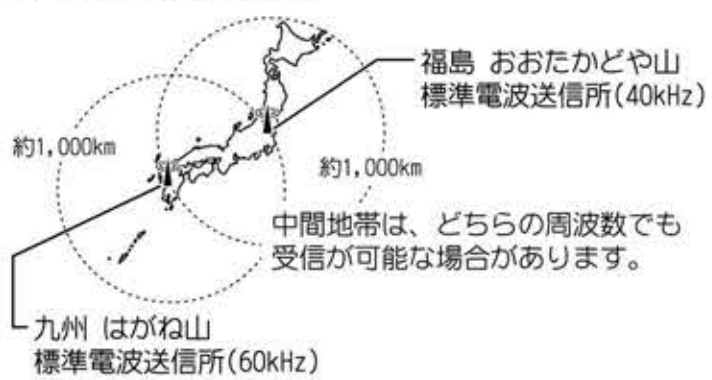 福島 おおたかどや山
標準電波送信所(40kHz)
約1,000km
約1,000km
中間地帯は、どちらの周波数でも
受信が可能な場合があります。
九州 はがね山
標準電波送信所(60kHz)